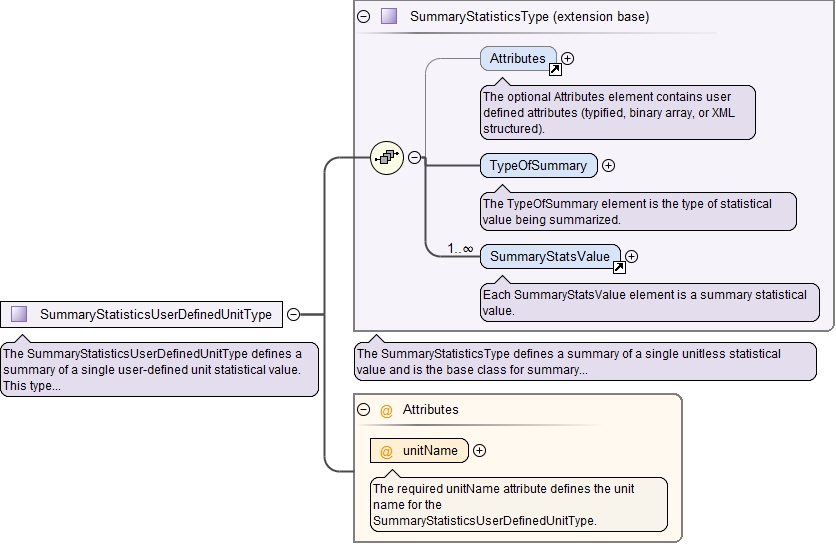 SummaryStatisticsType (extension base)
Attributes
The optional Attributes element contains user
defined attributes (typified, binary array, or XML
structured).
TypeOfSummary
The TypeOfSummary element is the type of statistical
value being summarized.
1..∞
SummaryStatsValue
Each SummaryStatsValue element is a summary statistical
value.
SummaryStatisticsUserDefinedUnitType
The SummaryStatisticsUserDefinedUnitType defines a
summary of a single user-defined unit statistical value.
This type...
The SummaryStatisticsType defines a summary of a single unitless statistical
value and is the base class for summary...
@ Attributes
@ unitName
The required unitName attribute defines the unit
name for the
SummaryStatisticsUserDefinedUnitType.